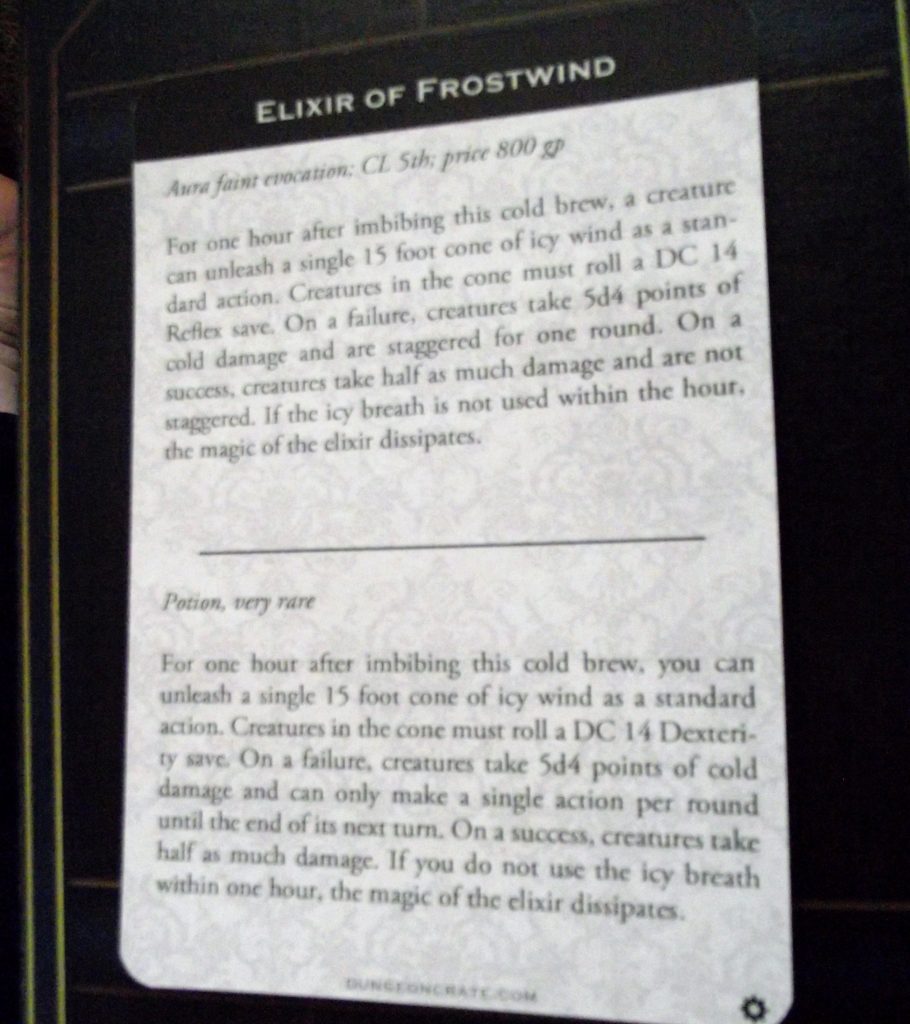 ELIXIR OF FROSTWIND
Aura faint evocation; CL 5th; price 800 gp
For one hour after imbibing this cold brew, a creature
can unleash a single 15 foot cone of icy wind as a stan-
dard action. Creatures in the cone must roll a DC 14
Reflex save. On a failure, creatures take 5d4 points of
cold damage and are staggered for one round. On a
success, creatures take half as much damage and are not
staggered. If the icy breath is not used within the hour,
the magic of the elixir dissipates.
Potion, very rare
For one hour after imbibing this cold brew, you can
unleash a single 15 foot cone of icy wind as a standard
action. Creatures in the cone must roll a DC 14 Dexteri-
ty save. On a failure, creatures take 5d4 points of cold
damage and can only make a single action per round
until the end of its next turn. On a success, creatures take
half as much damage. If you do not use the icy breath
within one hour, the magic of the elixir dissipates.
DUNGEONCRATE.COM